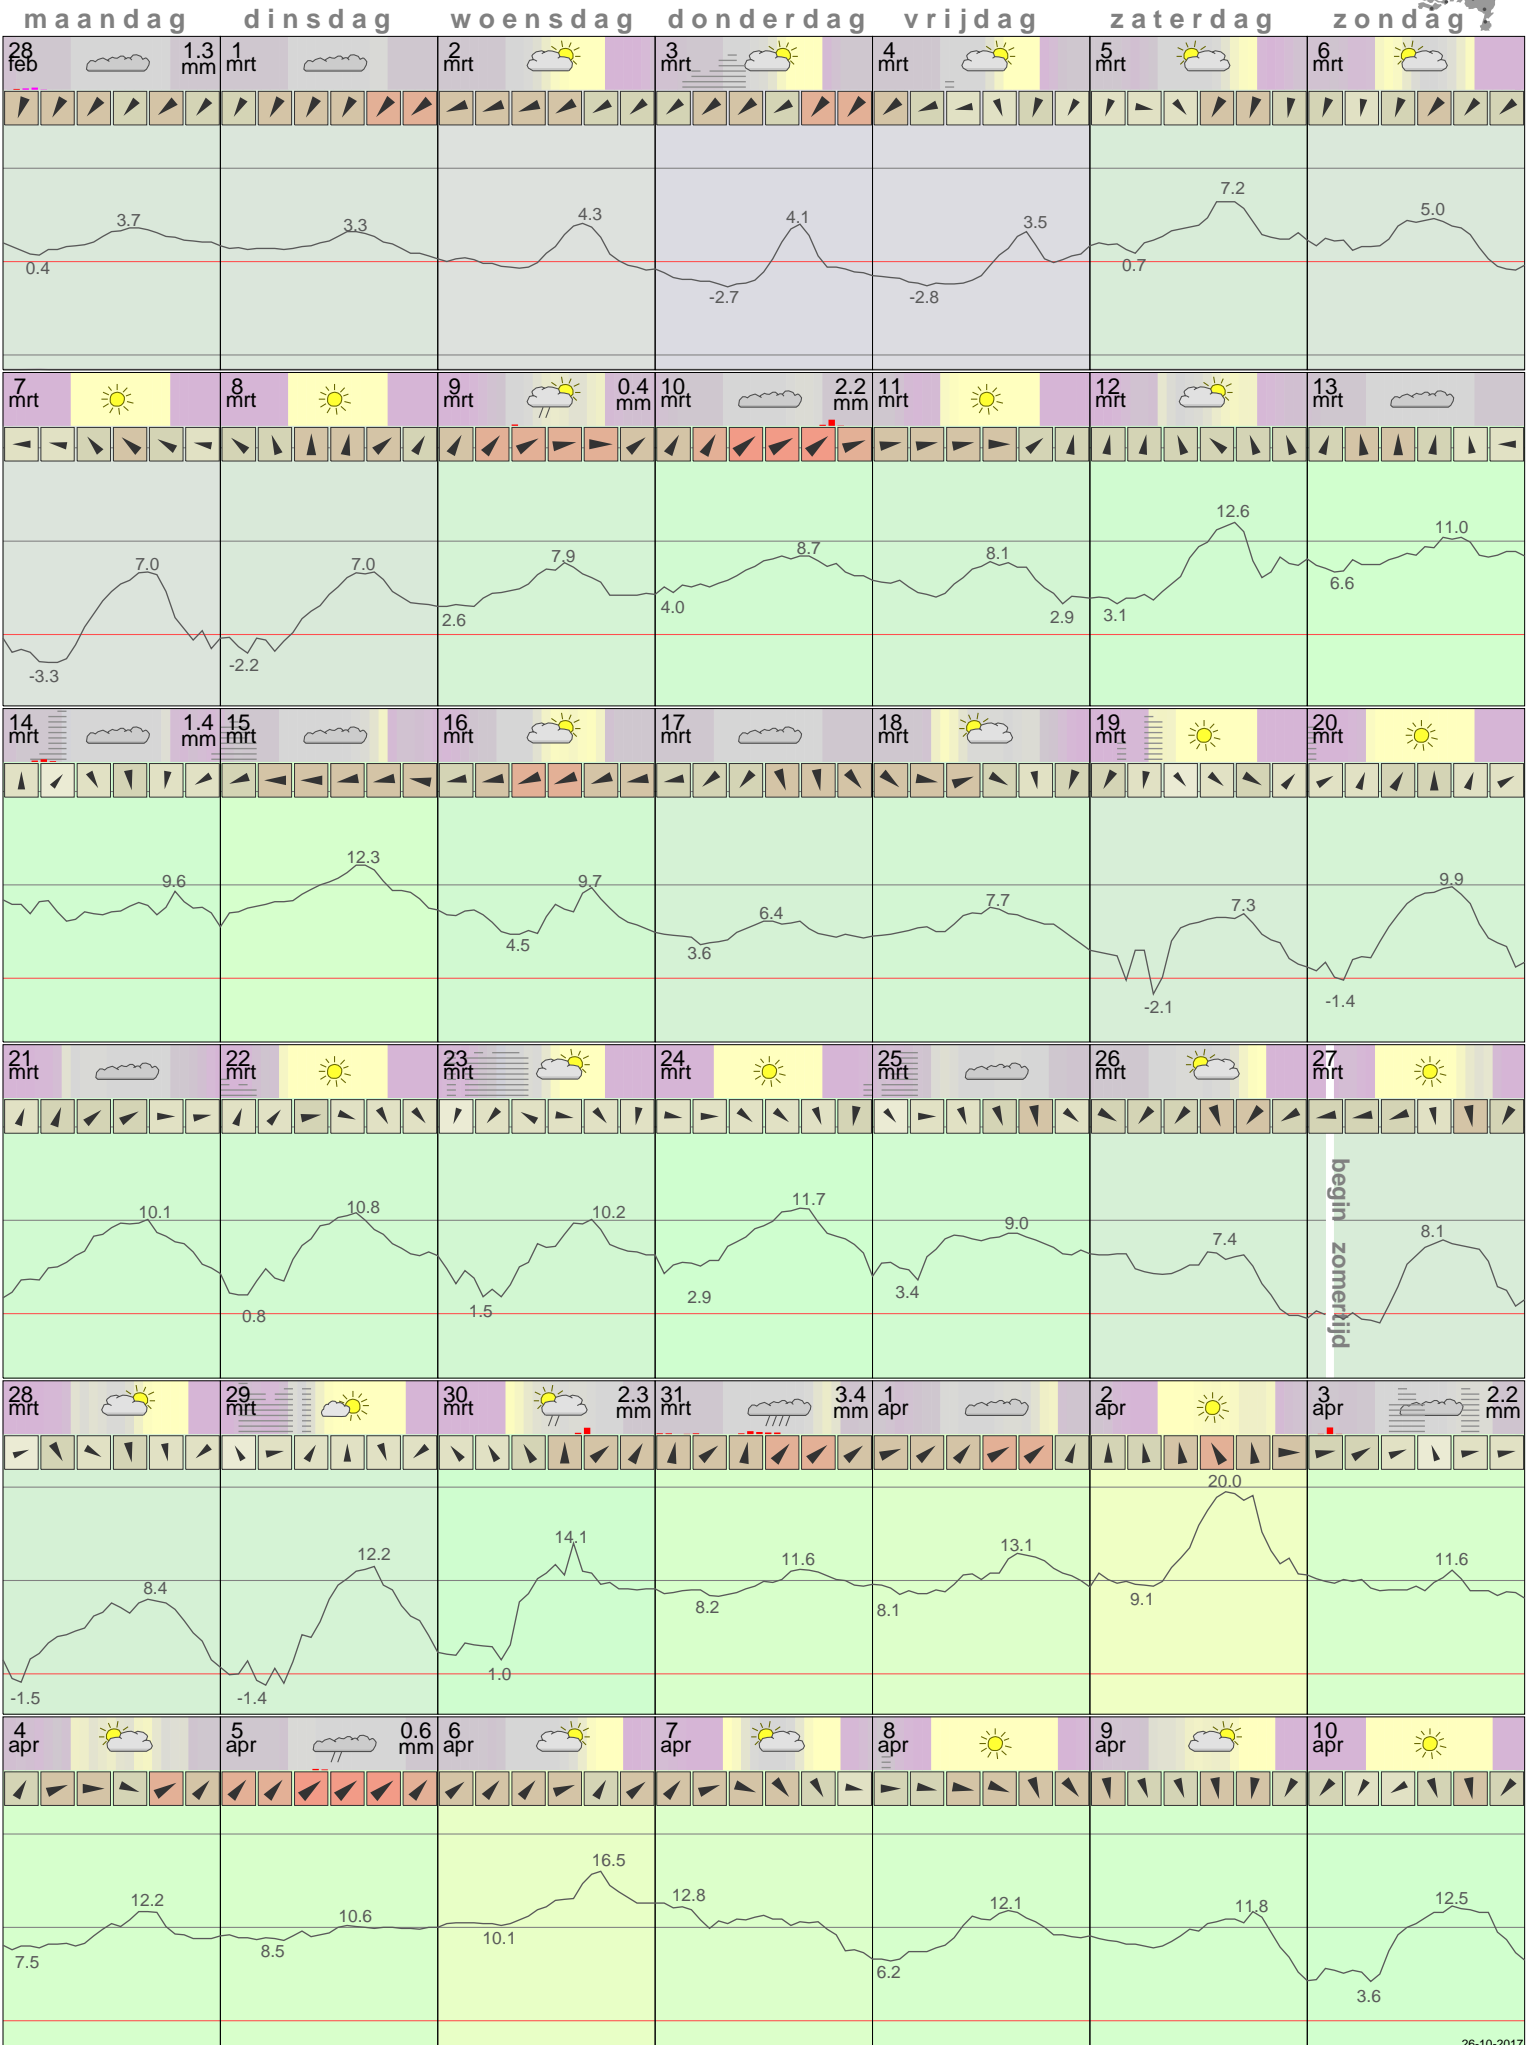 maandag dinsdag woensdag donderdag vrijdag zaterdag zondag
28 feb 1.3 mm 1 mrt 2 mrt 3 mrt 4 mrt 5 mrt 6 mrt
3.7 3.3 4.3 4.1 3.5 7.2 5.0
0.4 -2.7 -2.8 0.7
7 mrt 8 mrt 9 mrt 0.4 mm 10 mrt 2.2 mm 11 mrt 12 mrt 13 mrt
7.0 7.0 7.9 8.7 8.1 12.6 11.0
-3.3 -2.2 2.6 4.0 2.9 3.1 6.6
14 mrt 1.4 mm 15 mrt 16 mrt 17 mrt 18 mrt 19 mrt 20 mrt
9.6 12.3 9.7 6.4 7.7 7.3 9.9
4.5 3.6 -2.1 -1.4
21 mrt 22 mrt 23 mrt 24 mrt 25 mrt 26 mrt 27 mrt
10.1 10.8 10.2 11.7 9.0 7.4 8.1
0.8 1.5 2.9 3.4
begin zomertijd
28 mrt 29 mrt 30 mrt 2.3 mm 31 mrt 3.4 mm 1 apr 2 apr 3 apr 2.2 mm
8.4 12.2 14.1 11.6 13.1 20.0 11.6
-1.5 -1.4 1.0 8.2 8.1 9.1
4 apr 5 apr 0.6 mm 6 apr 7 apr 8 apr 9 apr 10 apr
12.2 10.6 16.5 12.8 12.1 11.8 12.5
7.5 8.5 10.1 6.2 3.6
26-10-2017